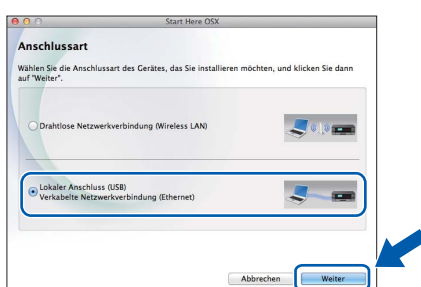 Start Here OSX
Anschlussart
Wählen Sie die Anschlussart des Gerätes, das Sie installieren möchten, und klicken Sie dann
auf "Weiter".
Drahtlose Netzwerkverbindung (Wireless LAN)
Lokaler Anschluss (USB)
Verkabelte Netzwerkverbindung (Ethernet)
Abbrechen
Weiter